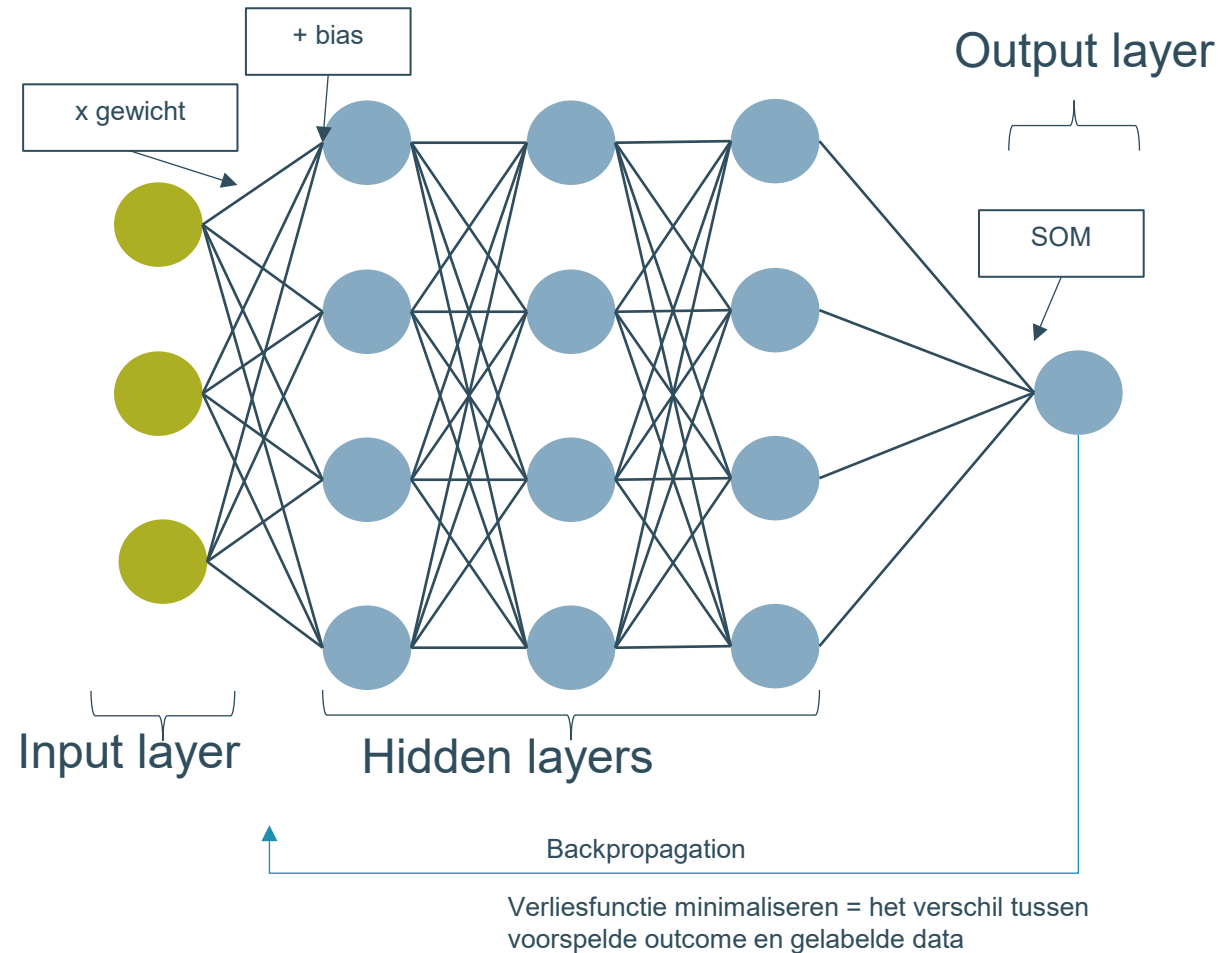 + bias
Output layer
x gewicht
SOM
Input layer
Hidden layers
Backpropagation
Verliesfunctie minimaliseren = het verschil tussen
voorspelde outcome en gelabelde data